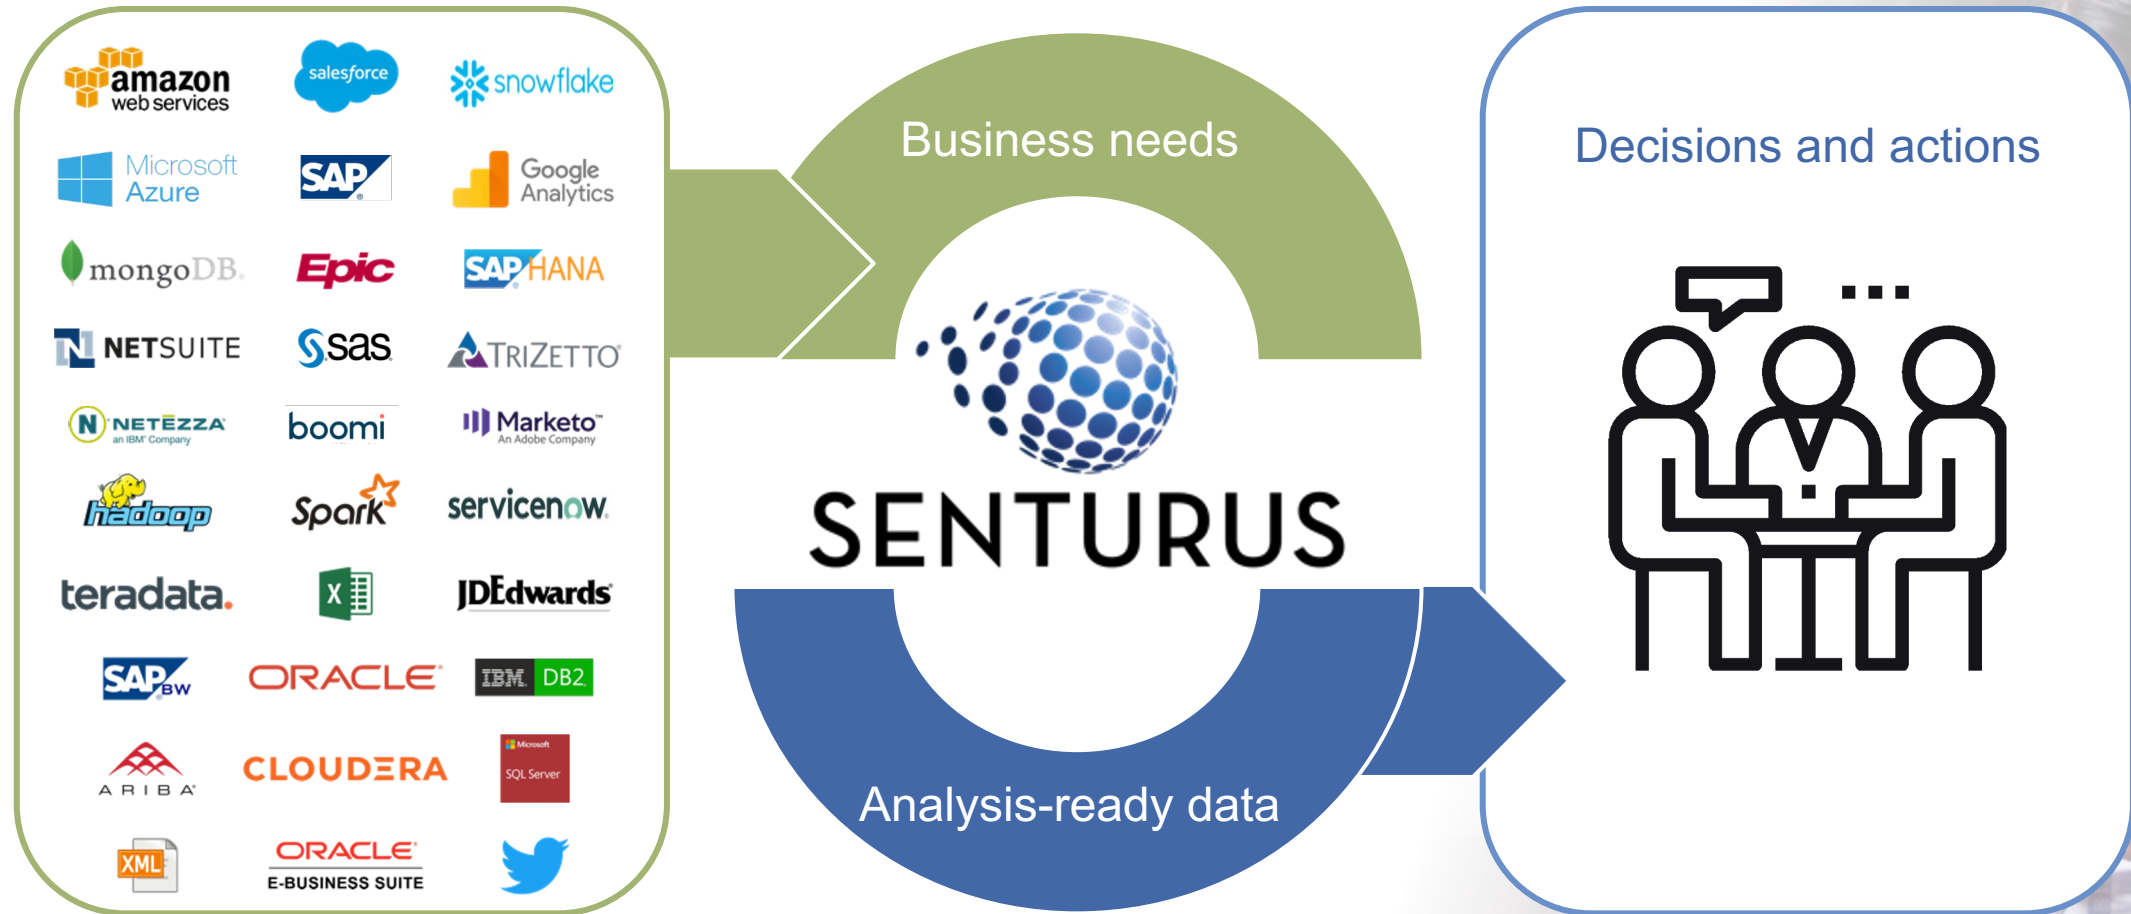 amazon
web services
salesforce
snowflake
Microsoft
Azure
SAP
Google
Analytics
mongoDB.
Epic
SAP HANA
N NETSUITE
S.sas
TRIZETTO
N NETĒZZA
an IBM Company
boomi
Marketo™
An Adobe Company
hadoop
Spark
servicenow
teradata.
X
JDEdwards
SAP BW
ORACLE
IBM DB2
ARIBA
CLOUDERA
Microsoft
SQL Server
XML
ORACLE
E-BUSINESS SUITE
Business needs
SENTURUS
Analysis-ready data
Decisions and actions